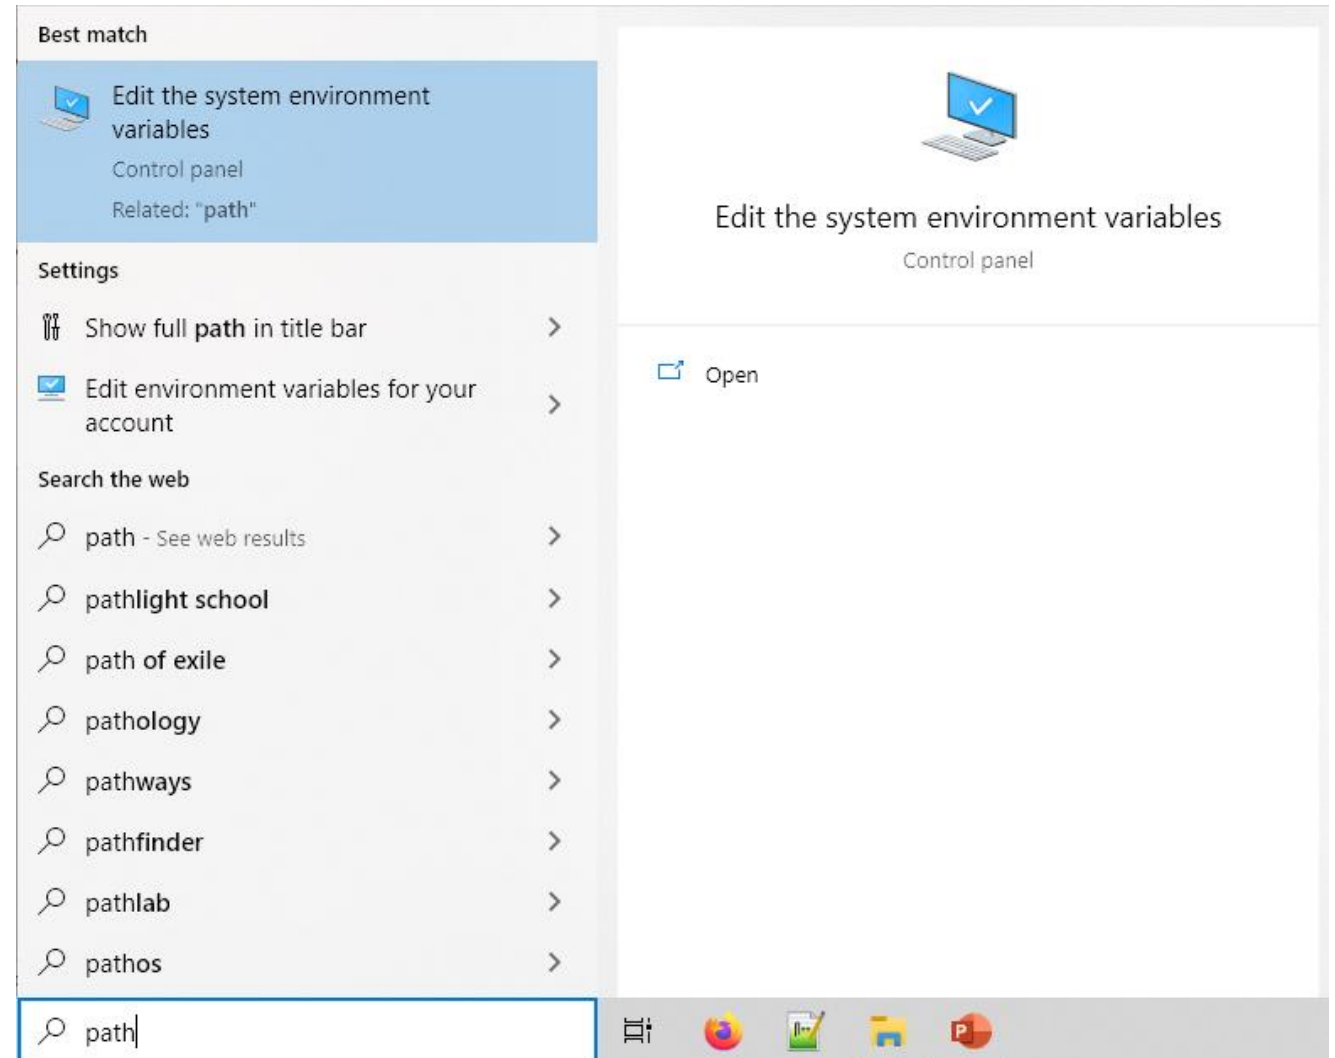 Best match
Edit the system environment
variables
Control panel
Related: "path"
Settings
Show full path in title bar
Edit environment variables for your
account
Search the web
path - See web results
pathlight school
path of exile
pathology
pathways
pathfinder
pathlab
pathos
path
Edit the system environment variables
Control panel
Open